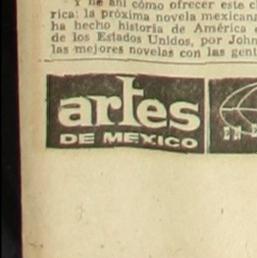 Y he ahí cómo ofrecer este
rica: la próxima novela mexicana
ha hecho historia de América
de los Estados Unidos, por John
las mejores novelas con las gent
artes
DE MEXICO
EN